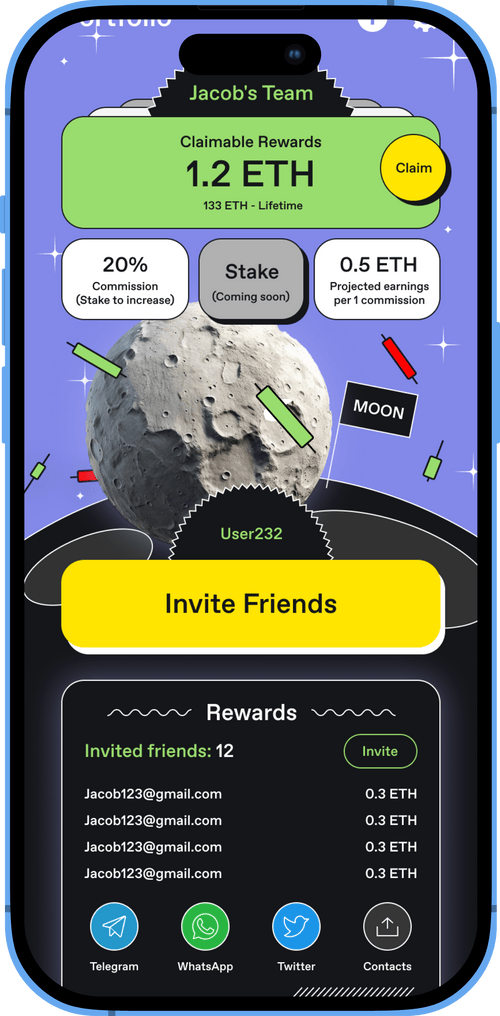 Jacob's Team
Claimable Rewards
1.2 ETH
133 ETH - Lifetime
Claim
20%
Commission
(Stake to increase)
Stake
(Coming soon)
0.5 ETH
Projected earnings
per 1 commission
MOON
User232
Invite Friends
Rewards
Invited friends: 12
Invite
Jacob123@gmail.com 0.3 ETH
Jacob123@gmail.com 0.3 ETH
Jacob123@gmail.com 0.3 ETH
Jacob123@gmail.com 0.3 ETH
Telegram
WhatsApp
Twitter
Contacts